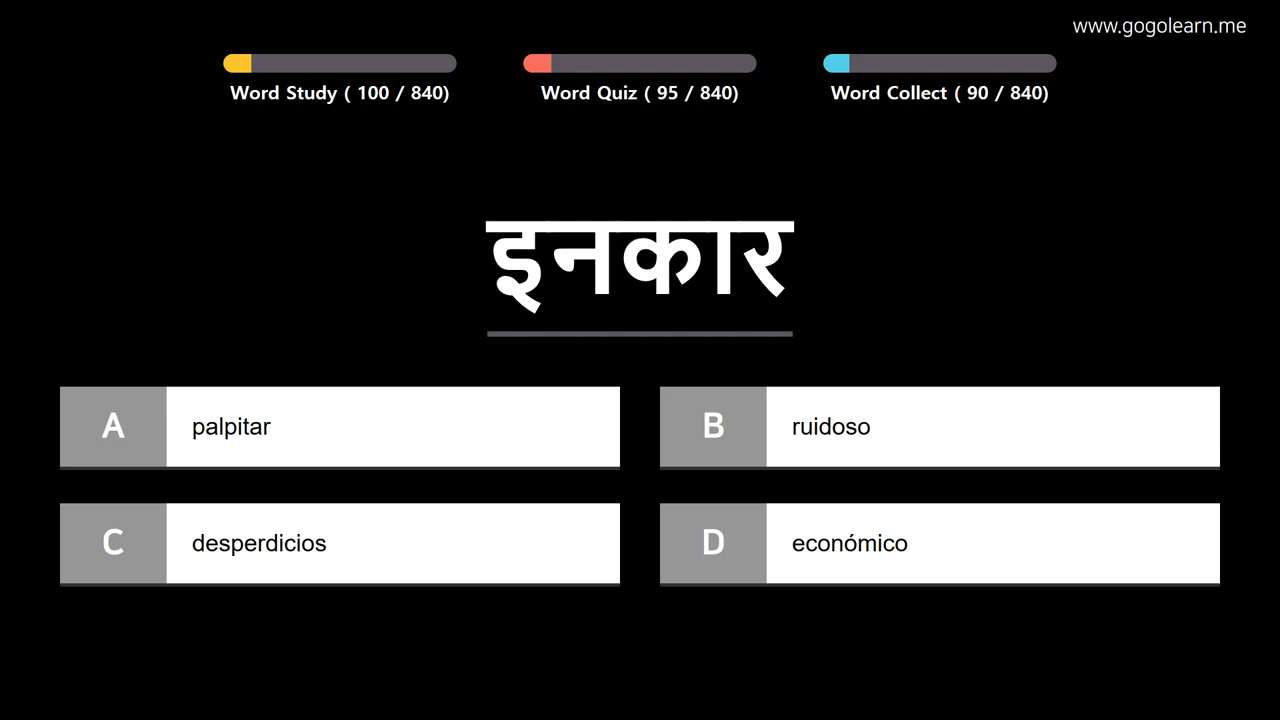 www.gogolearn.me
Word Study ( 100 / 840)
Word Quiz ( 95 / 840)
Word Collect ( 90 / 840)
इनकार
A palpitar
B ruidoso
C desperdicios
D económico